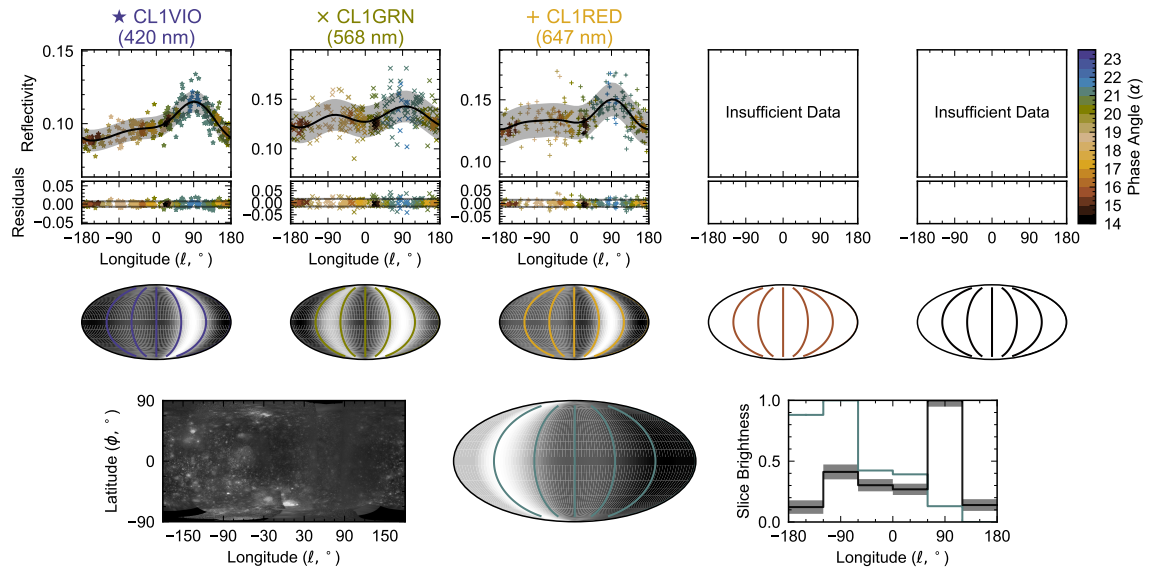 ★ CL1VIO
(420 nm)
× CL1GRN
(568 nm)
+ CL1RED
(647 nm)
0.15
0.10
Reflectivity
0.15
0.10
0.15
0.10
Insufficient Data
Insufficient Data
23
22
21
20
19
18
17
16
15
14
Phase Angle (α)
0.05
0.00
−0.05
Residuals
0.05
0.00
−0.05
0.05
0.00
−0.05
−180 −90 0 90 180
Longitude (ℓ, °)
−180 −90 0 90 180
Longitude (ℓ, °)
−180 −90 0 90 180
Longitude (ℓ, °)
−180 −90 0 90 180
Longitude (ℓ, °)
−180 −90 0 90 180
Longitude (ℓ, °)
90
0
−90
Latitude (ϕ, °)
−150 −90 −30 30 90 150
Longitude (ℓ, °)
1.0
0.5
0.0
Slice Brightness
−180 −90 0 90 180
Longitude (ℓ, °)